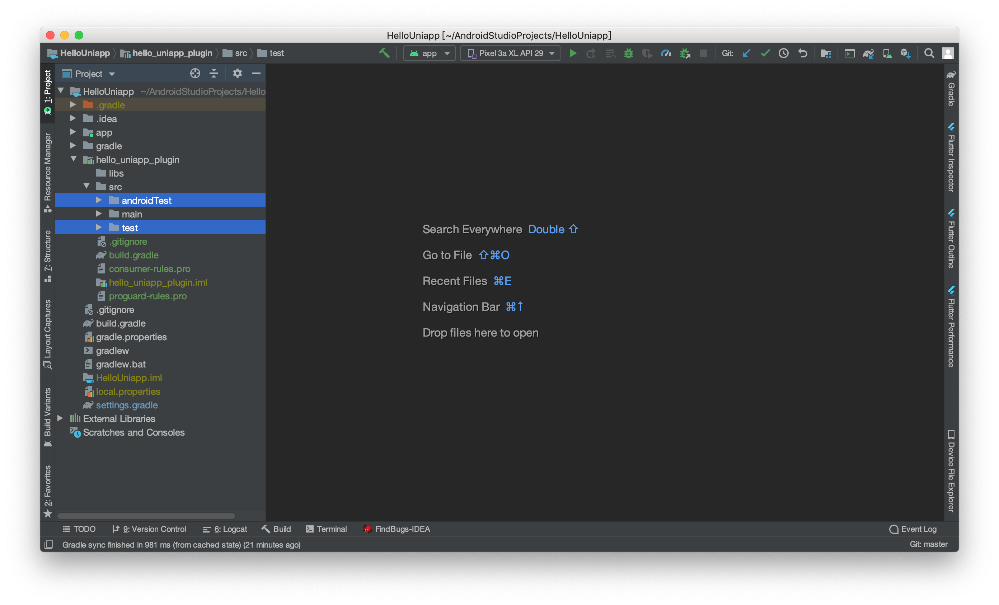 HelloUniapp [~/AndroidStudioProjects/HelloUniapp]
HelloUniapp hello_uniapp_plugin src test
app
Pixel 3a XL API 29
Git:
1: Project
Resource Manager
7: Structure
Layout Captures
Build Variants
2: Favorites
Project
HelloUniapp ~/AndroidStudioProjects/Hello
.gradle
.idea
app
gradle
hello_uniapp_plugin
libs
src
androidTest
main
test
.gitignore
build.gradle
consumer-rules.pro
hello_uniapp_plugin.iml
proguard-rules.pro
.gitignore
build.gradle
gradle.properties
gradlew
gradlew.bat
HelloUniapp.iml
local.properties
settings.gradle
External Libraries
Scratches and Consoles
Search Everywhere Double ⇧
Go to File ⇧⌘O
Recent Files ⌘E
Navigation Bar ⌘↑
Drop files here to open
Gradle
Flutter Inspector
Flutter Outline
Flutter Performance
Device File Explorer
TODO 9: Version Control 6: Logcat Build Terminal FindBugs-IDEA Event Log
Gradle sync finished in 981 ms (from cached state) (21 minutes ago) Git: master